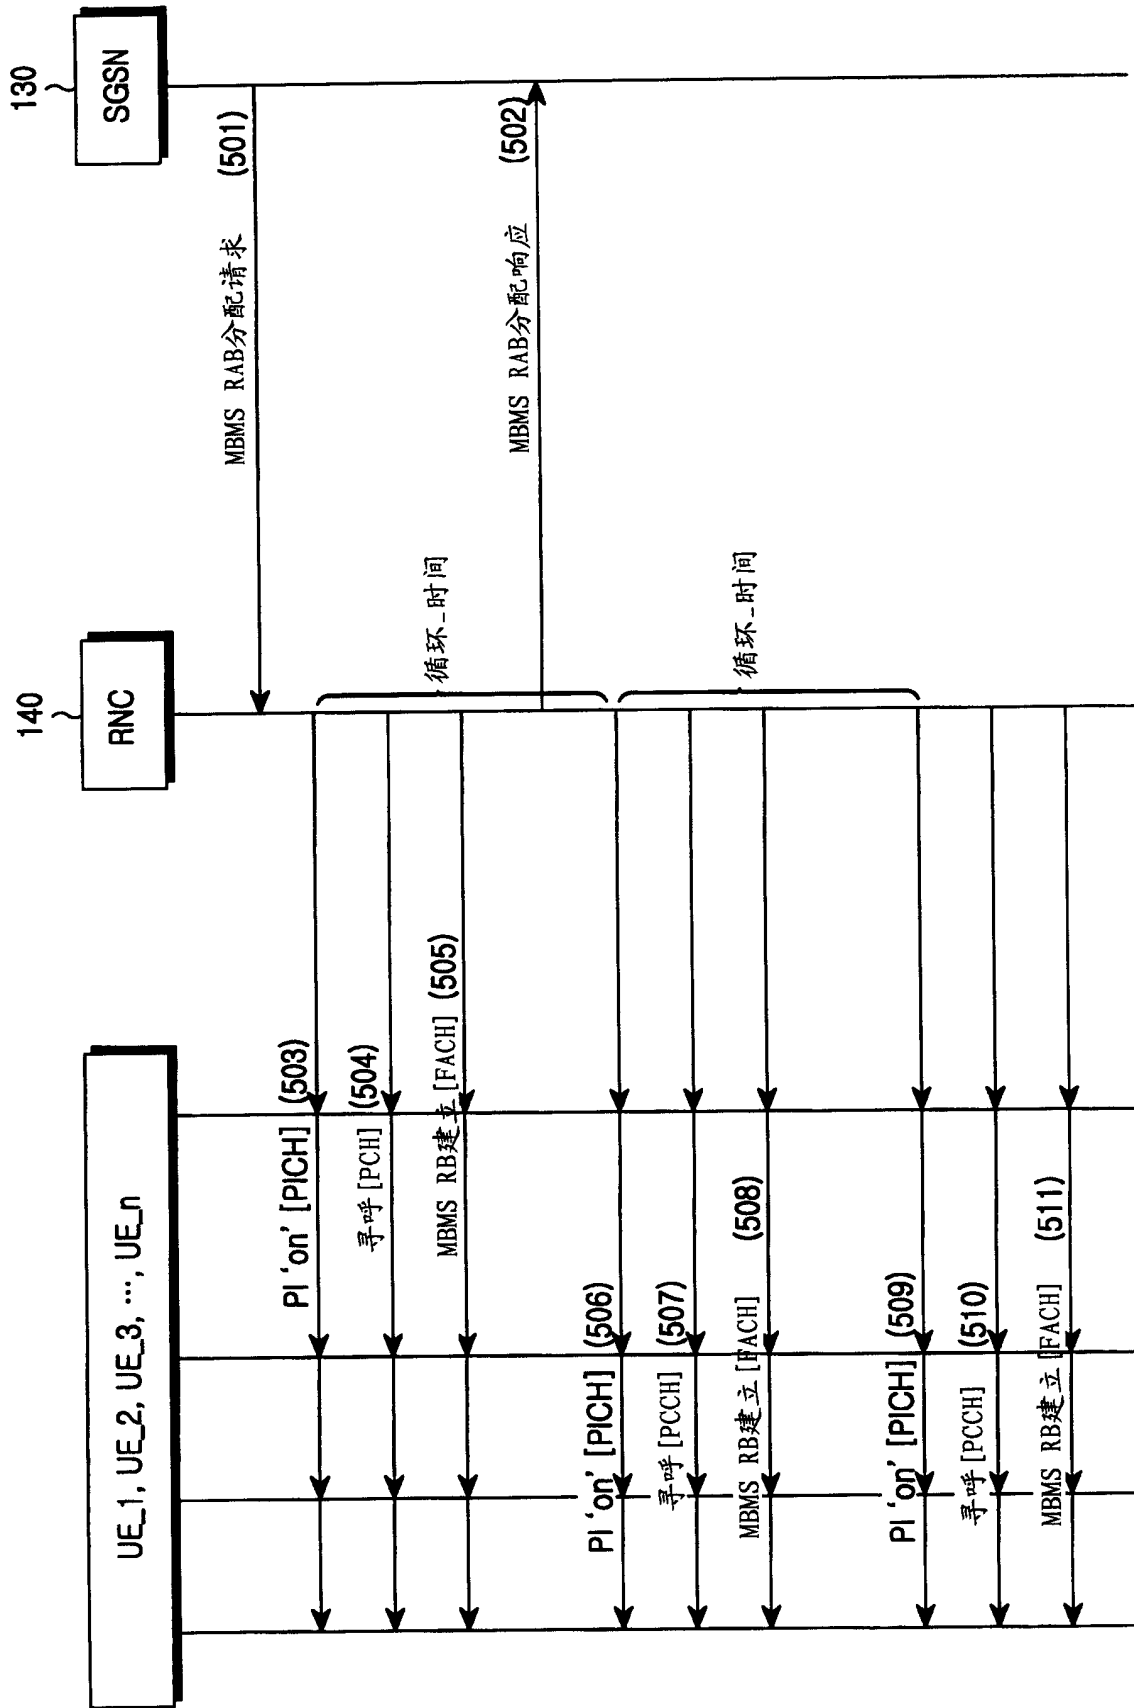 UE_1, UE_2, UE_3, ···, UE_n
140
RNC
130
SGSN
MBMS RAB分配请求 (501)
PI 'on' [PICH] (503)
寻呼[PCH] (504)
MBMS RB建立[FACH] (505)
循环_时间
MBMS RAB分配响应 (502)
PI 'on' [PICH] (506)
寻呼[PCCH] (507)
MBMS RB建立[FACH] (508)
循环_时间
PI 'on' [PICH] (509)
寻呼[PCCH] (510)
MBMS RB建立[FACH] (511)